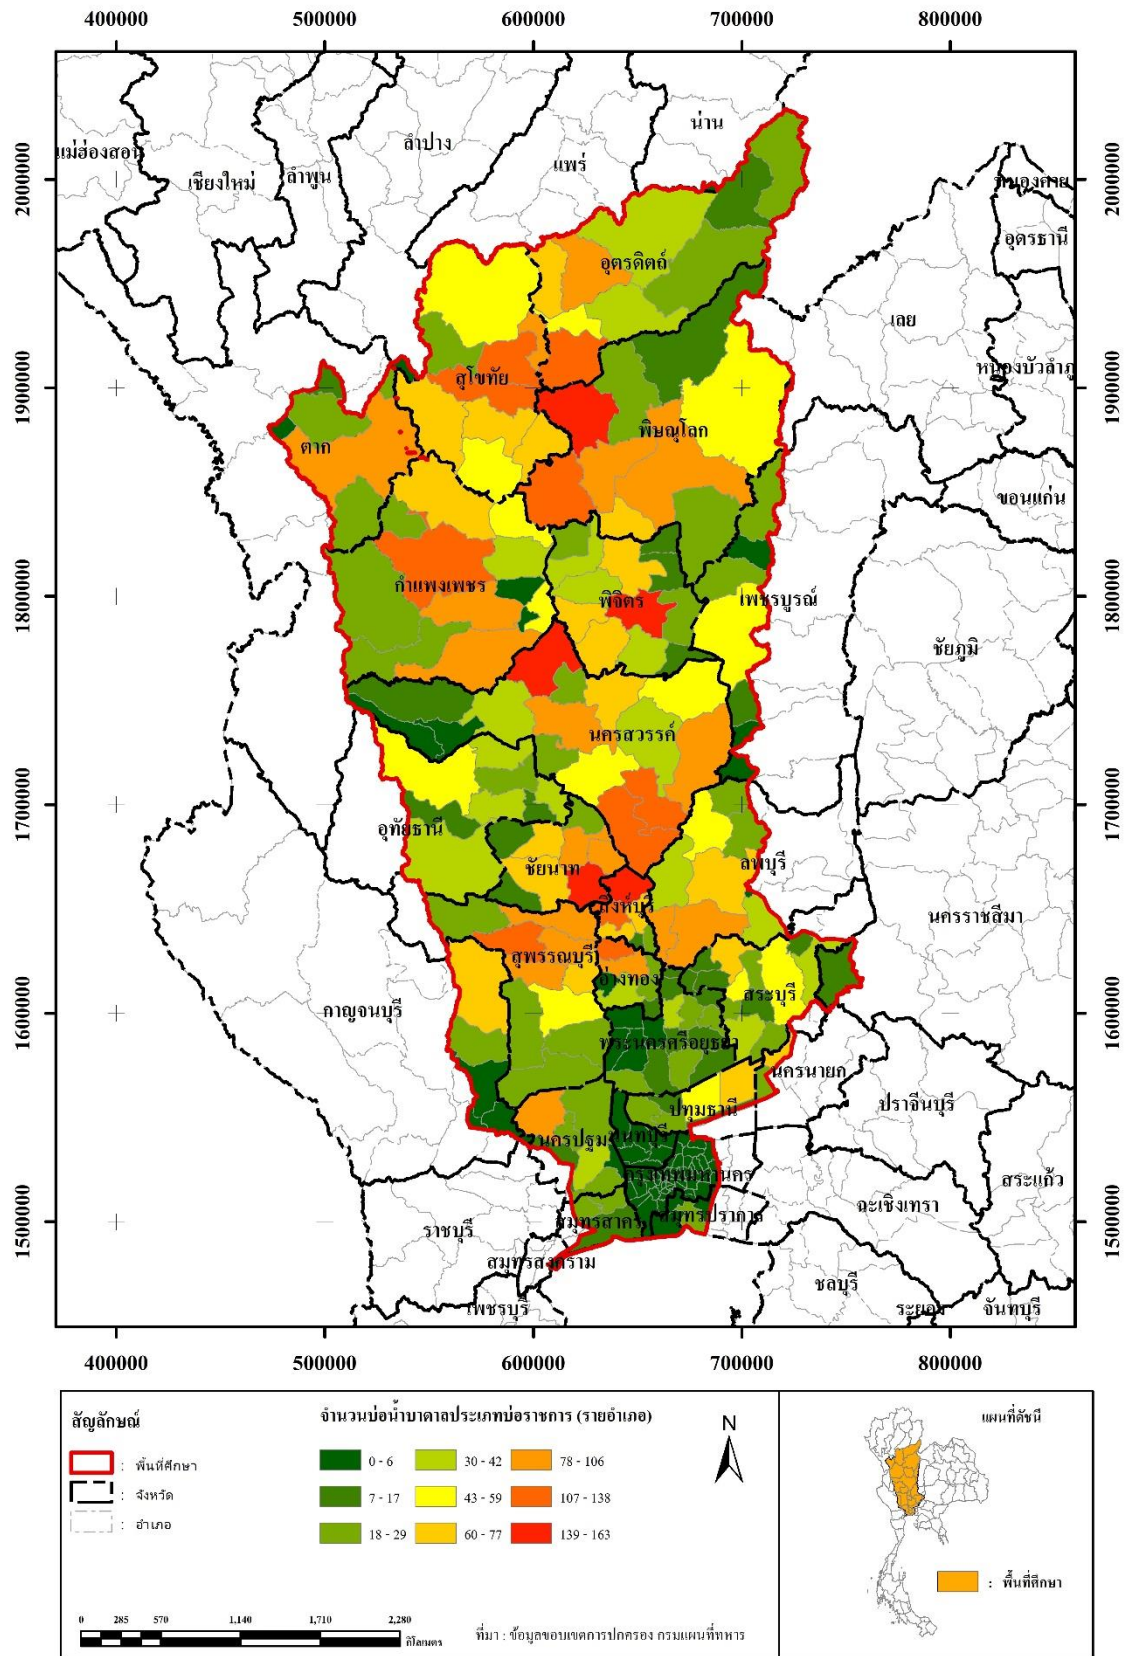 400000 500000 600000 700000 800000
น่าน
ลำปาง
แม่ฮ่องสอน
แพร่
2000000
2000000
เชียงใหม่
ลำพูน
หนองคาย
อุดรธานี
อุตรดิตถ์
เลย
หนองบัวลำภู
สุโขทัย
1900000
1900000
พิษณุโลก
ตาก
ขอนแก่น
กำแพงเพชร
พิจิตร
เพชรบูรณ์
1800000
1800000
ชัยภูมิ
นครสวรรค์
1700000
1700000
อุทัยธานี
ชัยนาท
ลพบุรี
สิงห์บุรี
นครราชสีมา
สุพรรณบุรี
อ่างทอง
สระบุรี
กาญจนบุรี
1600000
1600000
พระนครศรีอยุธยา
นครนายก
ปราจีนบุรี
ปทุมธานี
นครปฐม
นนทบุรี
กรุงเทพมหานคร
สระแก้ว
ฉะเชิงเทรา
สมุทรสาคร
สมุทรปราการ
ราชบุรี
1500000
1500000
สมุทรสงคราม
ชลบุรี
เพชรบุรี
ระยอง
จันทบุรี
400000 500000 600000 700000 800000
สัญลักษณ์
: พื้นที่ศึกษา
: จังหวัด
: อำเภอ
จำนวนบ่อน้ำบาดาลประเภทบ่อราชการ (รายอำเภอ)
0 - 6 30 - 42 78 - 106
7 - 17 43 - 59 107 - 138
18 - 29 60 - 77 139 - 163
N
แผนที่ดัชนี
: พื้นที่ศึกษา
0 285 570 1,140 1,710 2,280
กิโลเมตร
ที่มา : ข้อมูลขอบเขตการปกครอง กรมแผนที่ทหาร